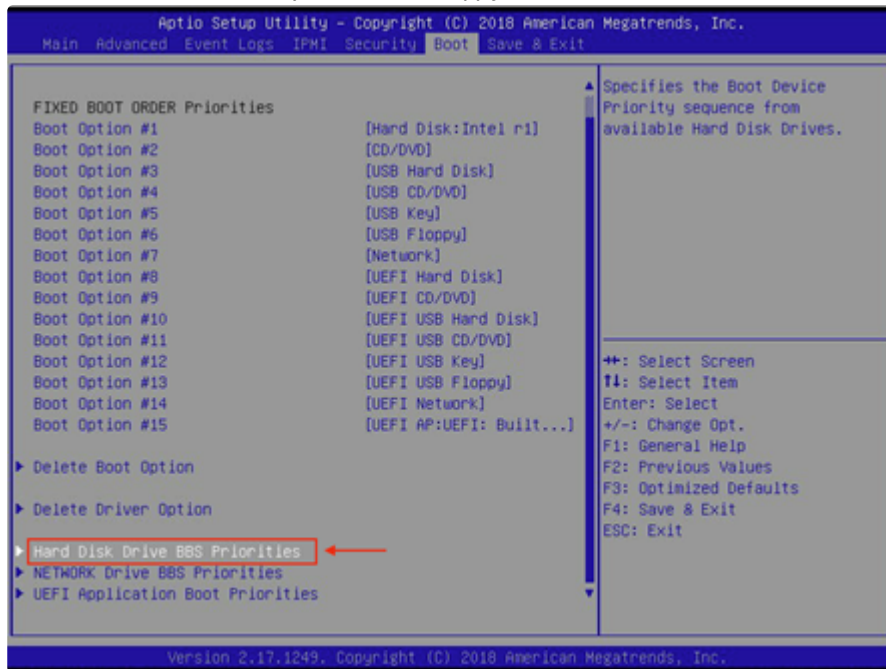 Aptio Setup Utility – Copyright (C) 2018 American Megatrends, Inc.
Main Advanced Event Logs IPMI Security Boot Save & Exit
FIXED BOOT ORDER Priorities
Boot Option #1 [Hard Disk:Intel r1]
Boot Option #2 [CD/DVD]
Boot Option #3 [USB Hard Disk]
Boot Option #4 [USB CD/DVD]
Boot Option #5 [USB Key]
Boot Option #6 [USB Floppy]
Boot Option #7 [Network]
Boot Option #8 [UEFI Hard Disk]
Boot Option #9 [UEFI CD/DVD]
Boot Option #10 [UEFI USB Hard Disk]
Boot Option #11 [UEFI USB CD/DVD]
Boot Option #12 [UEFI USB Key]
Boot Option #13 [UEFI USB Floppy]
Boot Option #14 [UEFI Network]
Boot Option #15 [UEFI AP:UEFI: Built...]
Delete Boot Option
Delete Driver Option
Hard Disk Drive BBS Priorities
NETWORK Drive BBS Priorities
UEFI Application Boot Priorities
Specifies the Boot Device
Priority sequence from
available Hard Disk Drives.
↔: Select Screen
↑↓: Select Item
Enter: Select
+/-: Change Opt.
F1: General Help
F2: Previous Values
F3: Optimized Defaults
F4: Save & Exit
ESC: Exit
Version 2.17.1249. Copyright (C) 2018 American Megatrends, Inc.